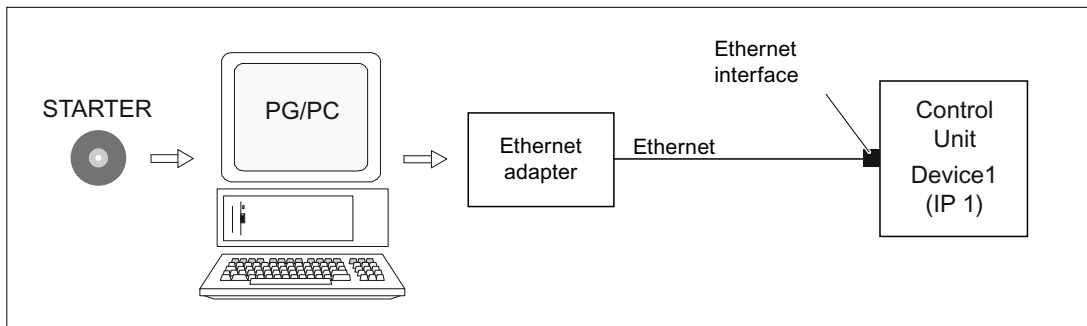 STARTER
PG/PC
Ethernet
adapter
Ethernet
Ethernet
interface
Control
Unit
Device1
(IP 1)